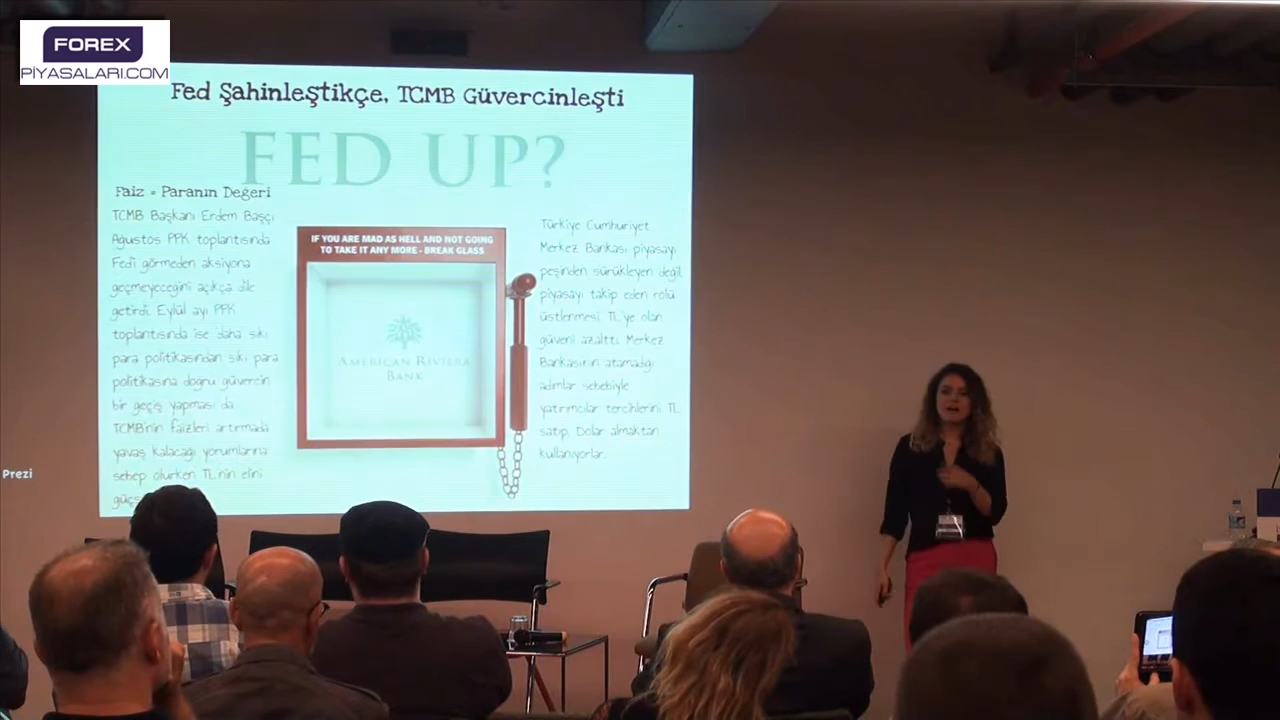 FOREX
PIYASALARI.COM
Fed Şahinleştikçe, TCMB Güvercinleşti
FED UP?
Faiz = Paranın Değeri
TCMB Başkanı Erdem Başçı
Ağustos PPK toplantısında
Fed'i görmeden aksiyona
geçmeyeceğini açıkça dile
getirdi. Eylül ayı PPK
toplantısında ise daha sıkı
para politikasından sıkı para
politikasına doğru güvercin
bir geçiş yapması da
TCMB'nin faizleri artırmada
yavaş kalacağı yorumlarına
sebep olurken TL'nin elini
IF YOU ARE MAD AS HELL AND NOT GOING
TO TAKE IT ANY MORE - BREAK GLASS
AMERICAN RIVIERA
BANK
Türkiye Cumhuriyet
Merkez Bankası piyasayı
peşinden sürükleyen değil,
piyasayı takip eden rolü
üstlenmesi TL'ye olan
güveni azalttı. Merkez
Bankasının atamadığı
adımlar sebebiyle
yatırımcılar tercihlerini TL
satıp, Dolar almaktan
kullanıyorlar.
Prezi